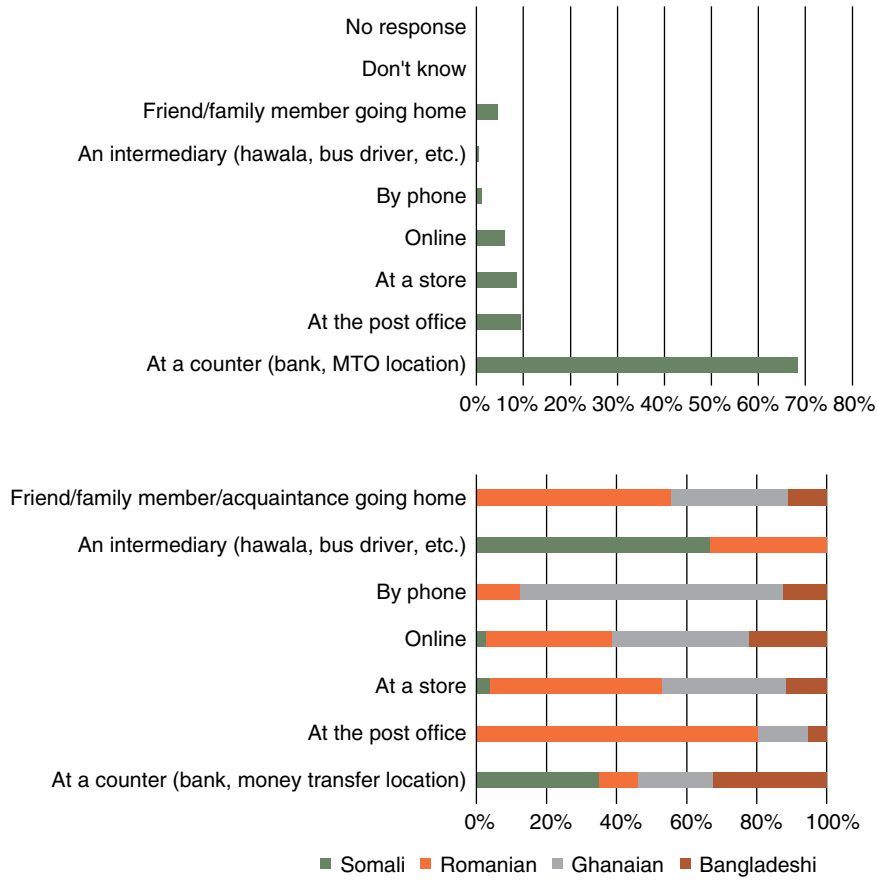 No response
Don't know
Friend/family member going home
An intermediary (hawala, bus driver, etc.)
By phone
Online
At a store
At the post office
At a counter (bank, MTO location)
0% 10% 20% 30% 40% 50% 60% 70% 80%
Friend/family member/acquaintance going home
An intermediary (hawala, bus driver, etc.)
By phone
Online
At a store
At the post office
At a counter (bank, money transfer location)
0% 20% 40% 60% 80% 100%
Somali Romanian Ghanaian Bangladeshi